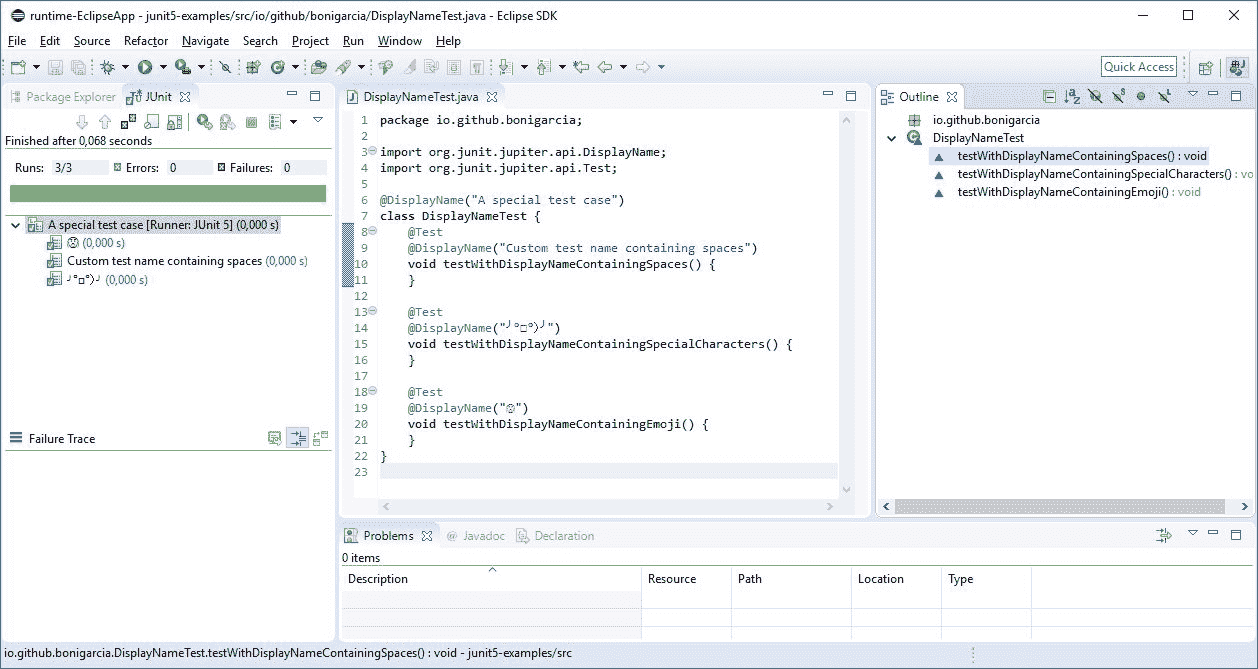 runtime-EclipseApp - junit5-examples/src/io/github/bonigarcia/DisplayNameTest.java - Eclipse SDK
File Edit Source Refactor Navigate Search Project Run Window Help
Quick Access
Package Explorer JUnit
Finished after 0,068 seconds
Runs: 3/3 Errors: 0 Failures: 0
A special test case [Runner: JUnit 5] (0,000 s)
(0,000 s)
Custom test name containing spaces (0,000 s)
╯°□°)╯ (0,000 s)
Failure Trace
DisplayNameTest.java
1 package io.github.bonigarcia;
2
3 import org.junit.jupiter.api.DisplayName;
4 import org.junit.jupiter.api.Test;
5
6 @DisplayName("A special test case")
7 class DisplayNameTest {
8 @Test
9 @DisplayName("Custom test name containing spaces")
10 void testWithDisplayNameContainingSpaces() {
11 }
12
13 @Test
14 @DisplayName("╯°□°)╯")
15 void testWithDisplayNameContainingSpecialCharacters() {
16 }
17
18 @Test
19 @DisplayName("😱")
20 void testWithDisplayNameContainingEmoji() {
21 }
22 }
23
Outline
io.github.bonigarcia
DisplayNameTest
testWithDisplayNameContainingSpaces() : void
testWithDisplayNameContainingSpecialCharacters() : vo
testWithDisplayNameContainingEmoji() : void
Problems @ Javadoc Declaration
0 items
Description Resource Path Location Type
io.github.bonigarcia.DisplayNameTest.testWithDisplayNameContainingSpaces() : void - junit5-examples/src